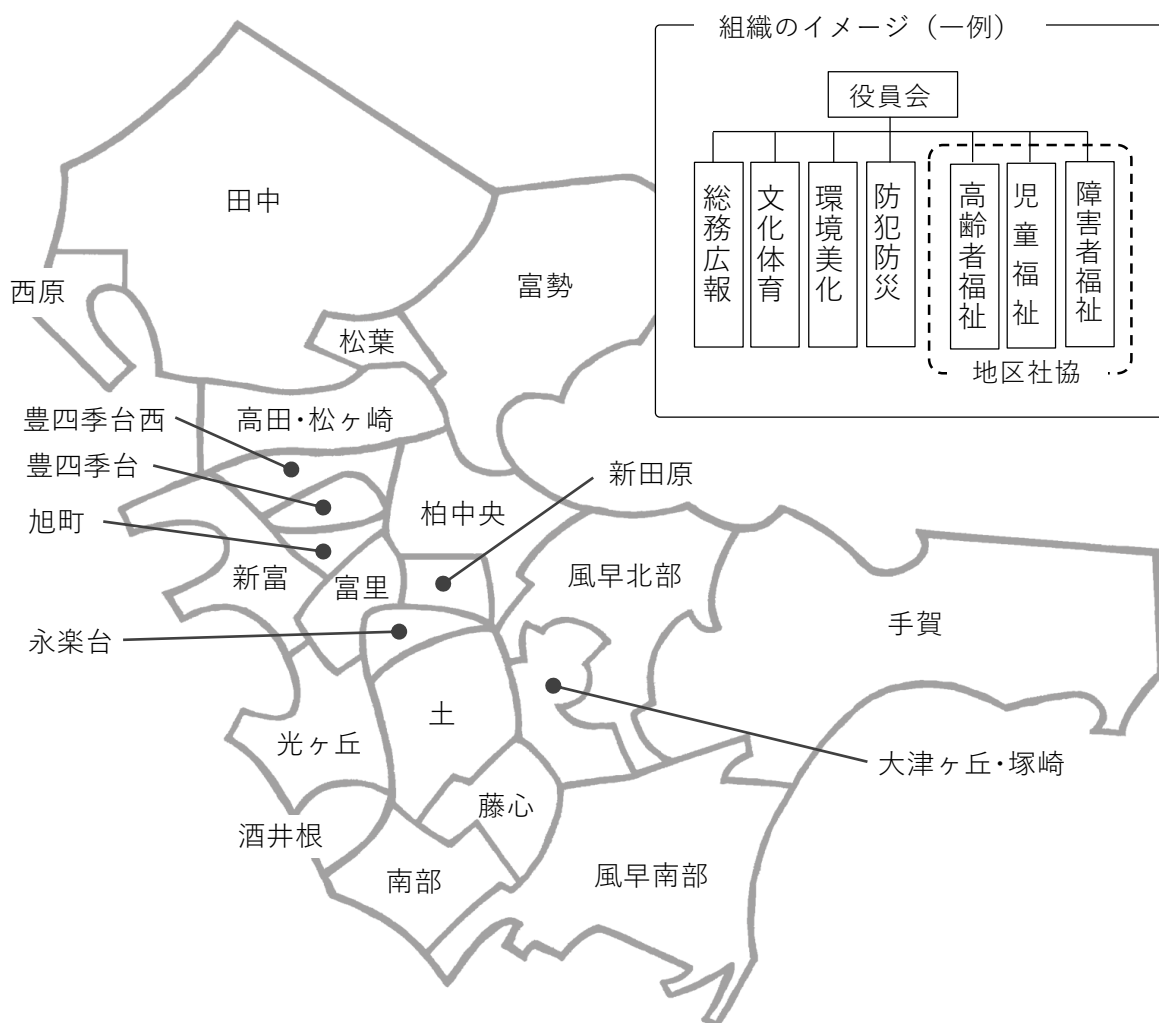 組織のイメージ（一例）
役員会
総務広報
文化体育
環境美化
防犯防災
高齢者福祉
児童福祉
障害者福祉
地区社協
田中
西原
富勢
松葉
豊四季台西
高田・松ヶ崎
豊四季台
新田原
旭町
柏中央
新富
富里
風早北部
手賀
永楽台
土
光ヶ丘
大津ヶ丘・塚崎
藤心
酒井根
南部
風早南部